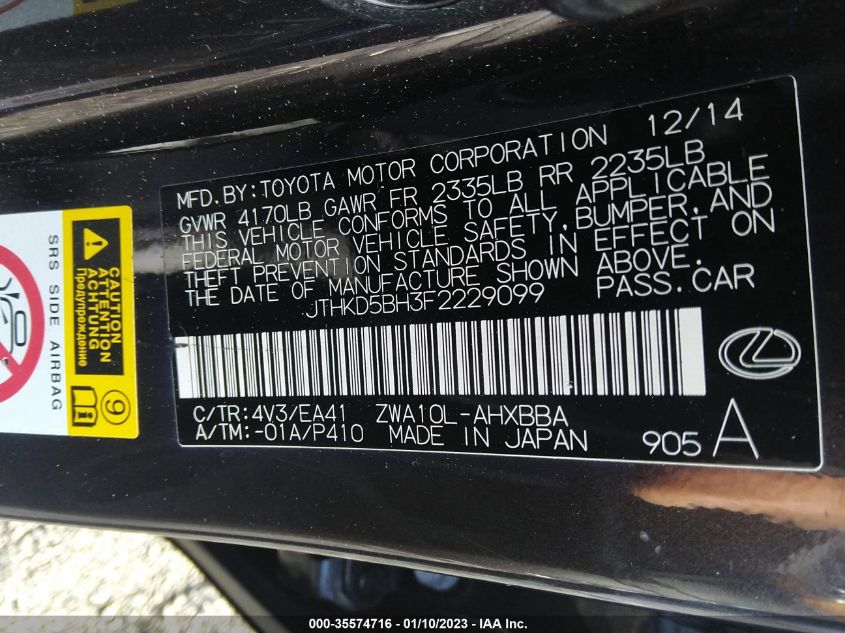 MFD.BY:TOYOTA MOTOR CORPORATION 12/14
GVWR 4170LB GAWR FR 2335LB RR 2235LB
THIS VEHICLE CONFORMS TO ALL APPLICABLE
FEDERAL MOTOR VEHICLE SAFETY,BUMPER,AND
THEFT PREVENTION STANDARDS IN EFFECT ON
THE DATE OF MANUFACTURE SHOWN ABOVE.
JTHKD5BH3F2229099 PASS.CAR
C/TR:4V3/EA41 ZWA10L-AHXBBA
A/TM:-01A/P410 MADE IN JAPAN 905 A
SRS SIDE AIRBAG
CAUTION
ATTENTION
ACHTUNG
Предупреждение
9
000-35574716 - 01/10/2023 - IAA Inc.